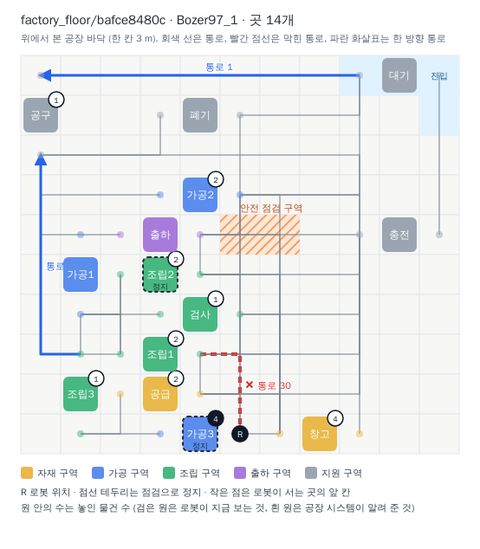 factory_floor/bafce8480c · Bozer97_1 · 곳 14개
위에서 본 공장 바닥 (한 칸 3 m). 회색 선은 통로, 빨간 점선은 막힌 통로, 파란 화살표는 한 방향 통로
통로 1
대기
진입
공구
1
폐기
가공2
2
안전 점검 구역
출하
충전
통로
가공1
조립2
2
정지
검사
1
조립1
2
조립3
1
공급
2
✕ 통로 30
가공3
4
정지
R
창고
4
자재 구역
가공 구역
조립 구역
출하 구역
지원 구역
R 로봇 위치 · 점선 테두리는 점검으로 정지 · 작은 점은 로봇이 서는 곳의 앞 칸
원 안의 수는 놓인 물건 수 (검은 원은 로봇이 지금 보는 것, 흰 원은 공장 시스템이 알려 준 것)